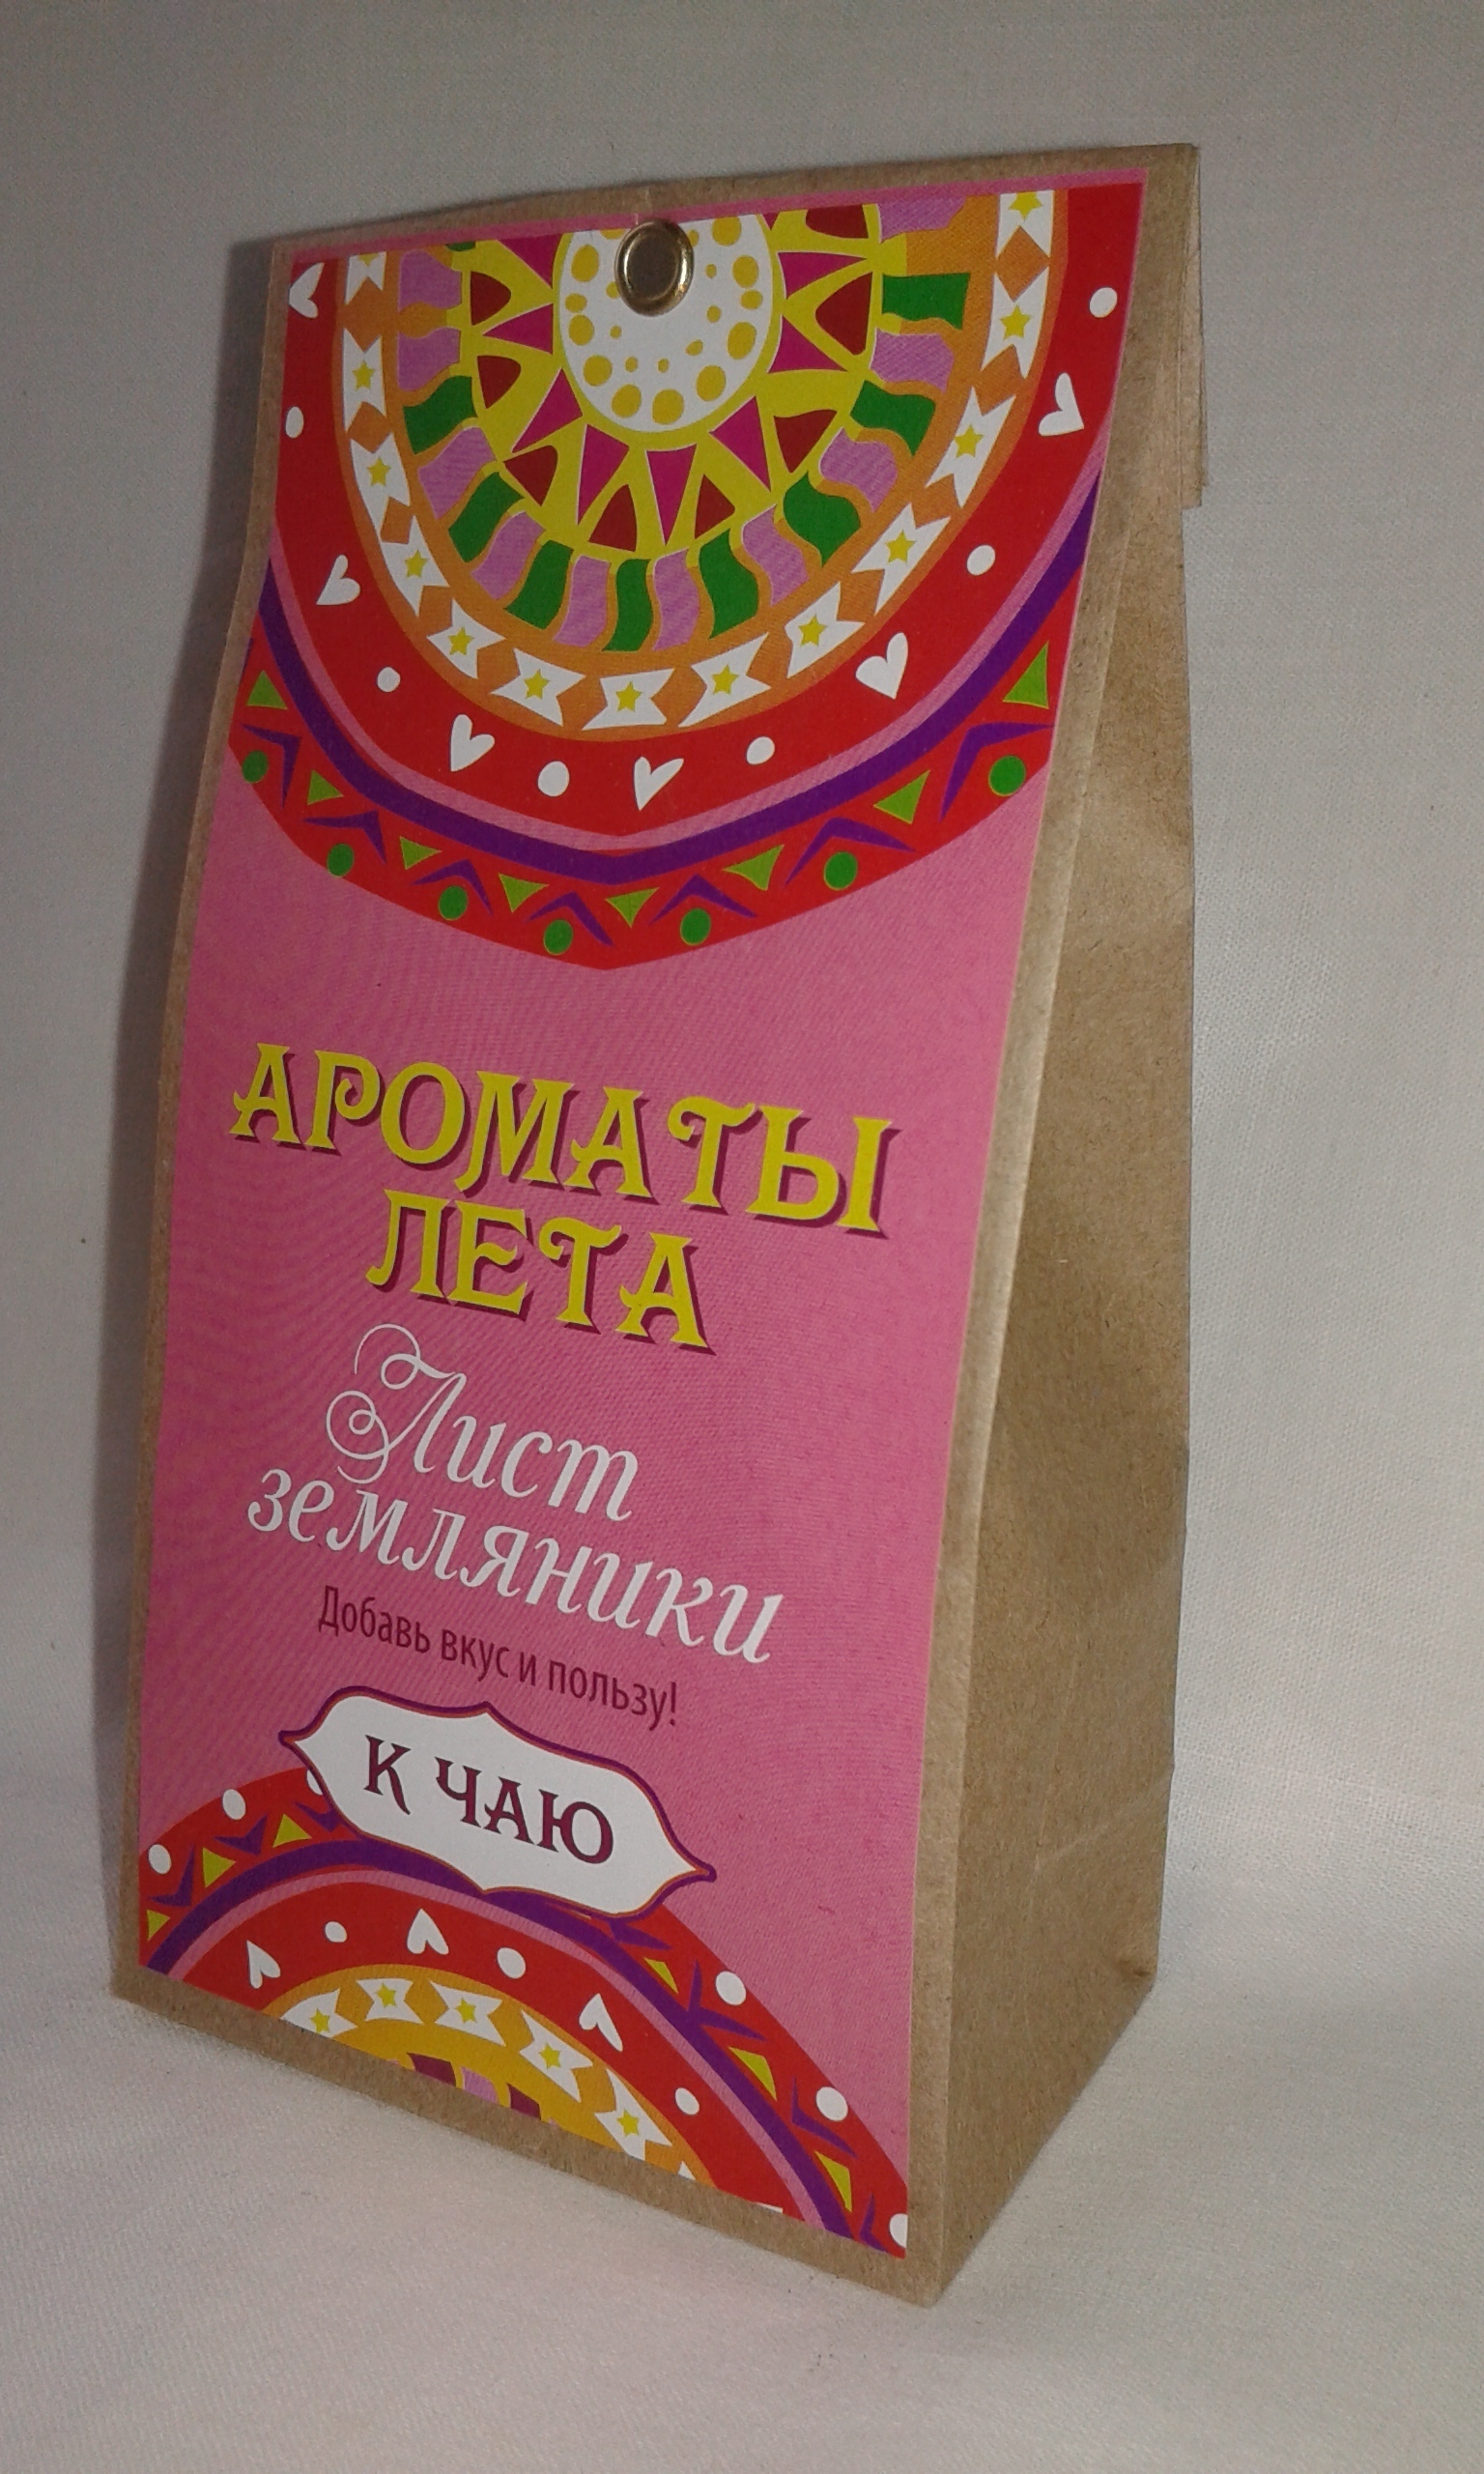 АРОМАТЫ
ЛЕТА
Лист
земляники
Добавь вкус и пользу!
К ЧАЮ